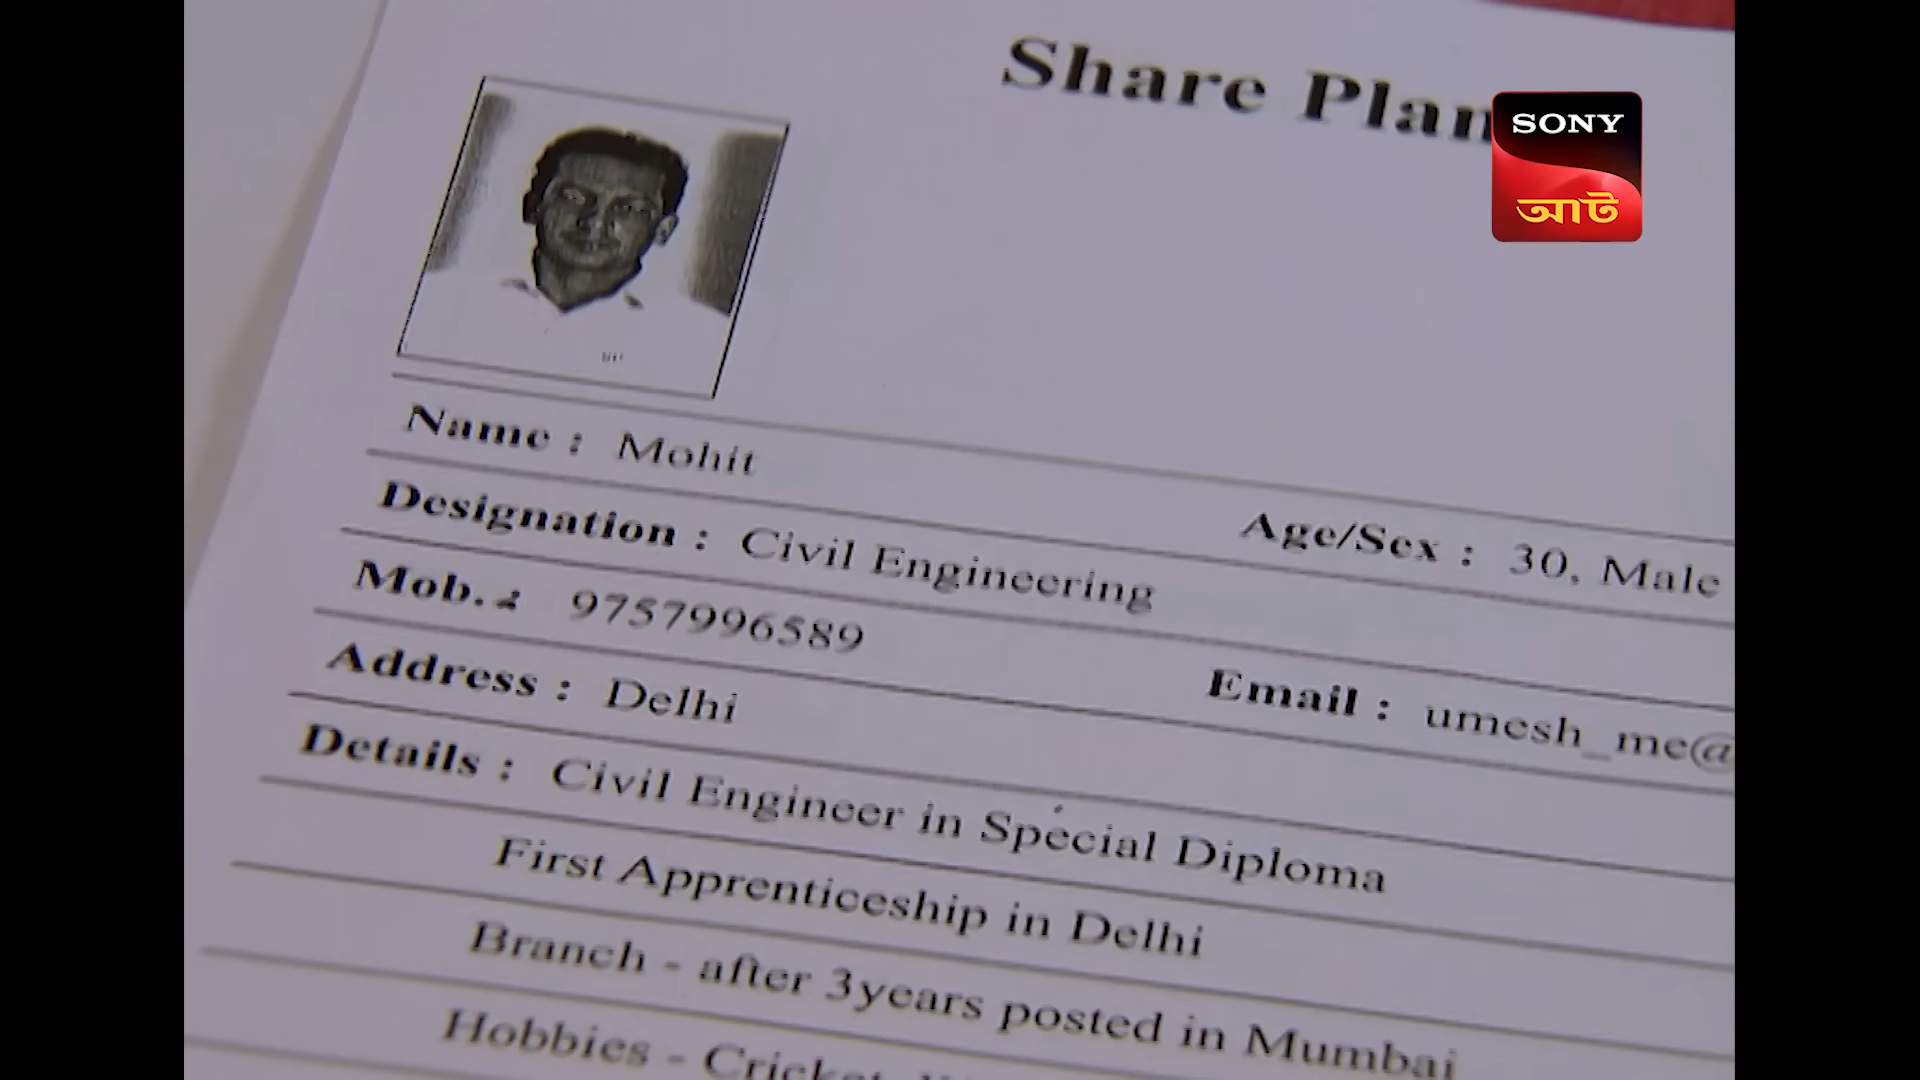 Share Plan
SONY
আট
Name : Mohit
Age/Sex : 30, Male
Designation : Civil Engineering
Mob. : 9757996589
Email : umesh_me@
Address : Delhi
Details : Civil Engineer in Special Diploma
First Apprenticeship in Delhi
Branch - after 3years posted in Mumbai
Hobbies - Cricket